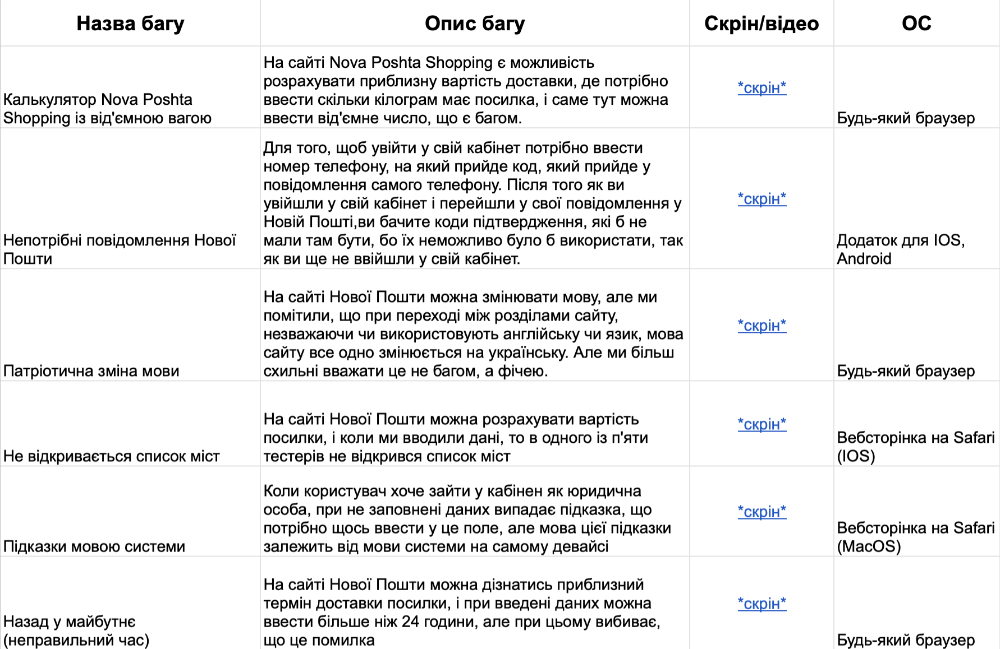 Назва багу
Опис багу
Скрін/відео
ОС
Калькулятор Nova Poshta
Shopping із від'ємною вагою
На сайті Nova Poshta Shopping є можливість
розрахувати приблизну вартість доставки, де потрібно
ввести скільки кілограм має посилка, і саме тут можна
ввести від'ємне число, що є багом.
*скрін*
Будь-який браузер
Непотрібні повідомлення Нової
Пошти
Для того, щоб увійти у свій кабінет потрібно ввести
номер телефону, на який прийде код, який прийде у
повідомлення самого телефону. Після того як ви
увійшли у свій кабінет і перейшли у свої повідомлення у
Новій Пошті,ви бачите коди підтвердження, які б не
мали там бути, бо їх неможливо було б використати, так
як ви ще не ввійшли у свій кабінет.
*скрін*
Додаток для IOS,
Android
Патріотична зміна мови
На сайті Нової Пошти можна змінювати мову, але ми
помітили, що при переході між розділами сайту,
незважаючи чи використовують англійську чи язик, мова
сайту все одно змінюється на українську. Але ми більш
схильні вважати це не багом, а фічею.
*скрін*
Будь-який браузер
Не відкривається список міст
На сайті Нової Пошти можна розрахувати вартість
посилки, і коли ми вводили дані, то в одного із п'яти
тестерів не відкрився список міст
*скрін*
Вебсторінка на Safari
(IOS)
Підказки мовою системи
Коли користувач хоче зайти у кабінен як юридична
особа, при не заповнені даних випадає підказка, що
потрібно щось ввести у це поле, але мова цієї підказки
залежить від мови системи на самому девайсі
*скрін*
Вебсторінка на Safari
(MacOS)
Назад у майбутнє
(неправильний час)
На сайті Нової Пошти можна дізнатись приблизний
термін доставки посилки, і при введені даних можна
ввести більше ніж 24 години, але при цьому вибиває,
що це помилка
*скрін*
Будь-який браузер